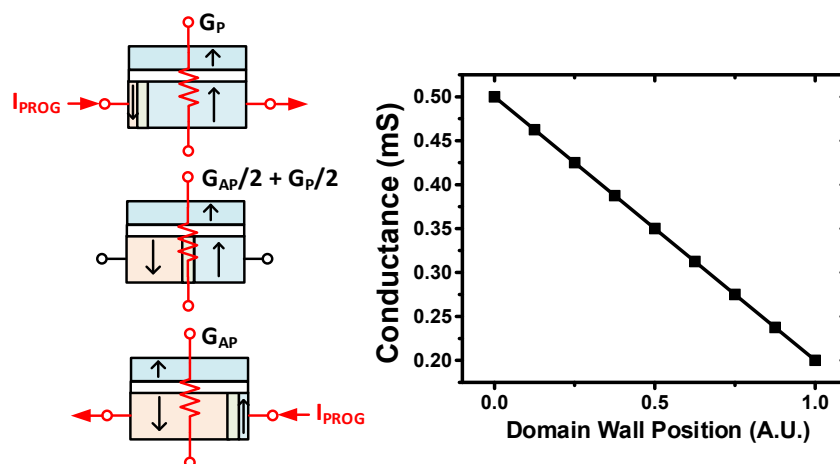 G_P
I_PROG
G_AP/2 + G_P/2
G_AP
I_PROG
Conductance (mS)
0.50
0.45
0.40
0.35
0.30
0.25
0.20
0.0
0.5
1.0
Domain Wall Position (A.U.)